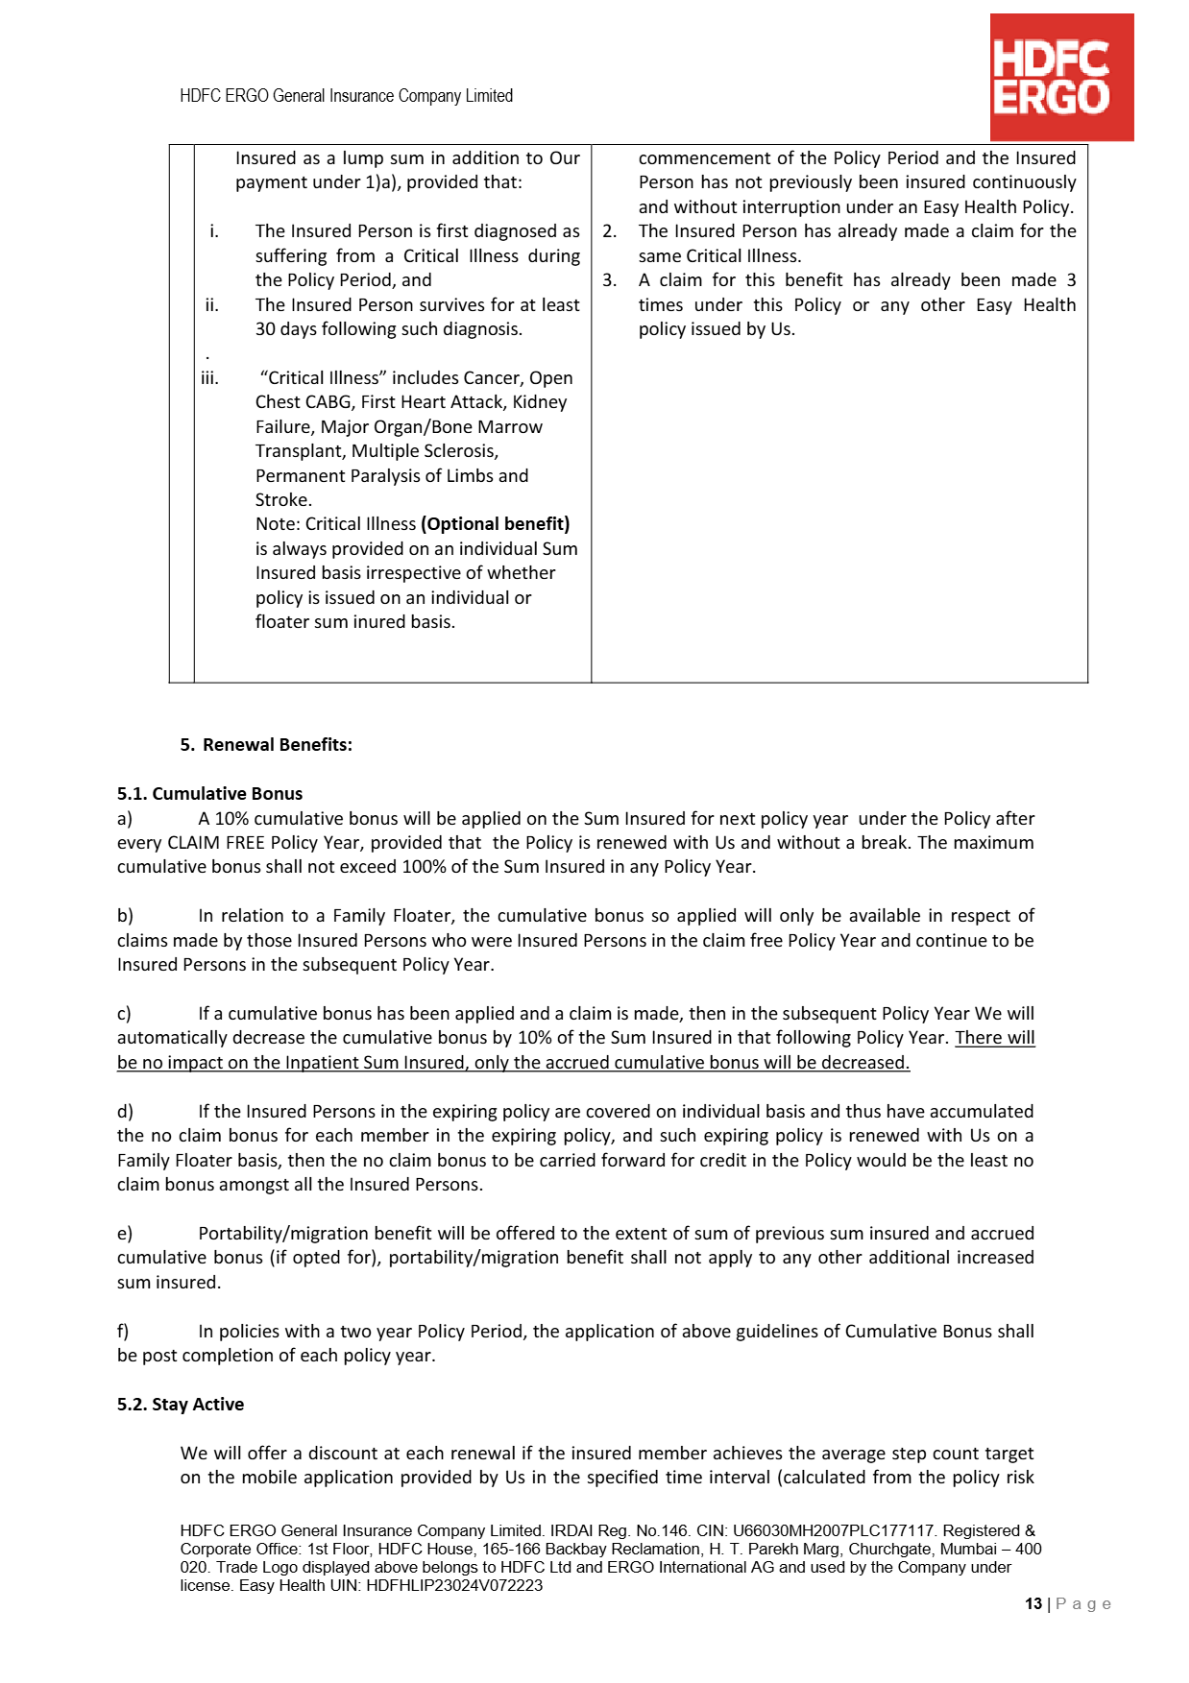 HDFC
ERGO
HDFC ERGO General Insurance Company Limited
Insured as a lump sum in addition to Our
payment under 1)a), provided that:
i. The Insured Person is first diagnosed as
suffering from a Critical Illness during
the Policy Period, and
ii. The Insured Person survives for at least
30 days following such diagnosis.
.
iii. “Critical Illness” includes Cancer, Open
Chest CABG, First Heart Attack, Kidney
Failure, Major Organ/Bone Marrow
Transplant, Multiple Sclerosis,
Permanent Paralysis of Limbs and
Stroke.
Note: Critical Illness (Optional benefit)
is always provided on an individual Sum
Insured basis irrespective of whether
policy is issued on an individual or
floater sum inured basis.
commencement of the Policy Period and the Insured
Person has not previously been insured continuously
and without interruption under an Easy Health Policy.
2. The Insured Person has already made a claim for the
same Critical Illness.
3. A claim for this benefit has already been made 3
times under this Policy or any other Easy Health
policy issued by Us.
5. Renewal Benefits:
5.1. Cumulative Bonus
a) A 10% cumulative bonus will be applied on the Sum Insured for next policy year under the Policy after
every CLAIM FREE Policy Year, provided that the Policy is renewed with Us and without a break. The maximum
cumulative bonus shall not exceed 100% of the Sum Insured in any Policy Year.
b) In relation to a Family Floater, the cumulative bonus so applied will only be available in respect of
claims made by those Insured Persons who were Insured Persons in the claim free Policy Year and continue to be
Insured Persons in the subsequent Policy Year.
c) If a cumulative bonus has been applied and a claim is made, then in the subsequent Policy Year We will
automatically decrease the cumulative bonus by 10% of the Sum Insured in that following Policy Year. There will
be no impact on the Inpatient Sum Insured, only the accrued cumulative bonus will be decreased.
d) If the Insured Persons in the expiring policy are covered on individual basis and thus have accumulated
the no claim bonus for each member in the expiring policy, and such expiring policy is renewed with Us on a
Family Floater basis, then the no claim bonus to be carried forward for credit in the Policy would be the least no
claim bonus amongst all the Insured Persons.
e) Portability/migration benefit will be offered to the extent of sum of previous sum insured and accrued
cumulative bonus (if opted for), portability/migration benefit shall not apply to any other additional increased
sum insured.
f) In policies with a two year Policy Period, the application of above guidelines of Cumulative Bonus shall
be post completion of each policy year.
5.2. Stay Active
We will offer a discount at each renewal if the insured member achieves the average step count target
on the mobile application provided by Us in the specified time interval (calculated from the policy risk
HDFC ERGO General Insurance Company Limited. IRDAI Reg. No.146. CIN: U66030MH2007PLC177117. Registered &
Corporate Office: 1st Floor, HDFC House, 165-166 Backbay Reclamation, H. T. Parekh Marg, Churchgate, Mumbai – 400
020. Trade Logo displayed above belongs to HDFC Ltd and ERGO International AG and used by the Company under
license. Easy Health UIN: HDFHLIP23024V072223
13 | Page